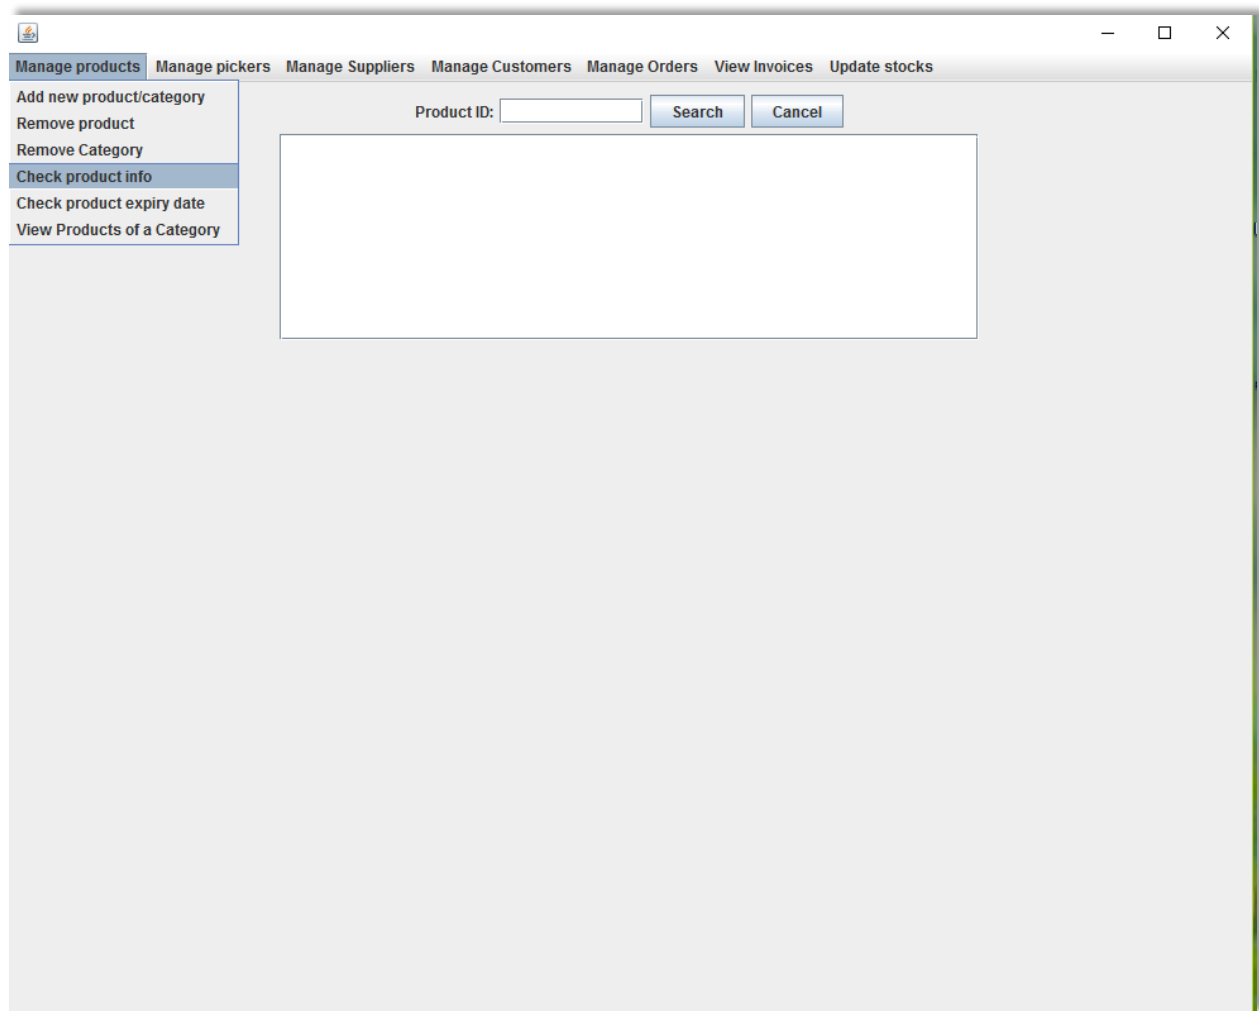 Manage products Manage pickers Manage Suppliers Manage Customers Manage Orders View Invoices Update stocks
Add new product/category
Remove product
Remove Category
Check product info
Check product expiry date
View Products of a Category
Product ID: Search Cancel